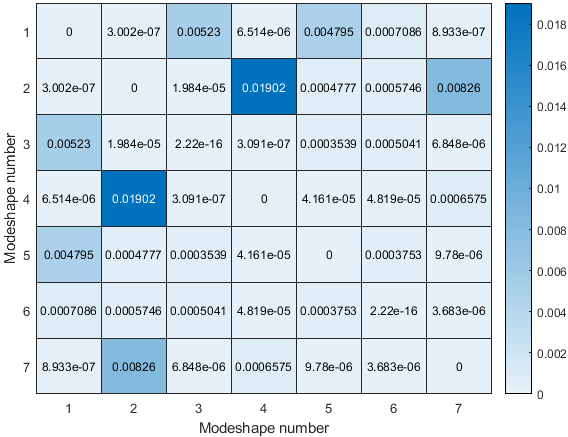 1 0 3.002e-07 0.00523 6.514e-06 0.004795 0.0007086 8.933e-07
2 3.002e-07 0 1.984e-05 0.01902 0.0004777 0.0005746 0.00826
3 0.00523 1.984e-05 2.22e-16 3.091e-07 0.0003539 0.0005041 6.848e-06
4 6.514e-06 0.01902 3.091e-07 0 4.161e-05 4.819e-05 0.0006575
5 0.004795 0.0004777 0.0003539 4.161e-05 0 0.0003753 9.78e-06
6 0.0007086 0.0005746 0.0005041 4.819e-05 0.0003753 2.22e-16 3.683e-06
7 8.933e-07 0.00826 6.848e-06 0.0006575 9.78e-06 3.683e-06 0
1 2 3 4 5 6 7
Modeshape number
Modeshape number
0.018
0.016
0.014
0.012
0.01
0.008
0.006
0.004
0.002
0